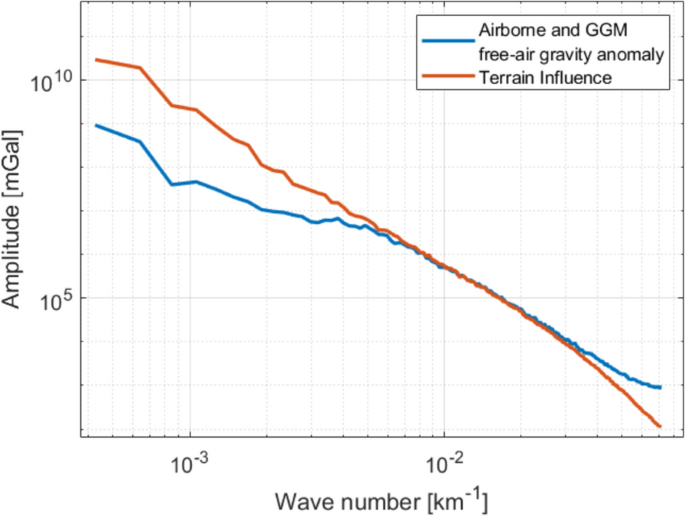 Airborne and GGM
free-air gravity anomaly
Terrain Influence
10^10
10^5
Amplitude [mGal]
10^-3
10^-2
Wave number [km^-1]